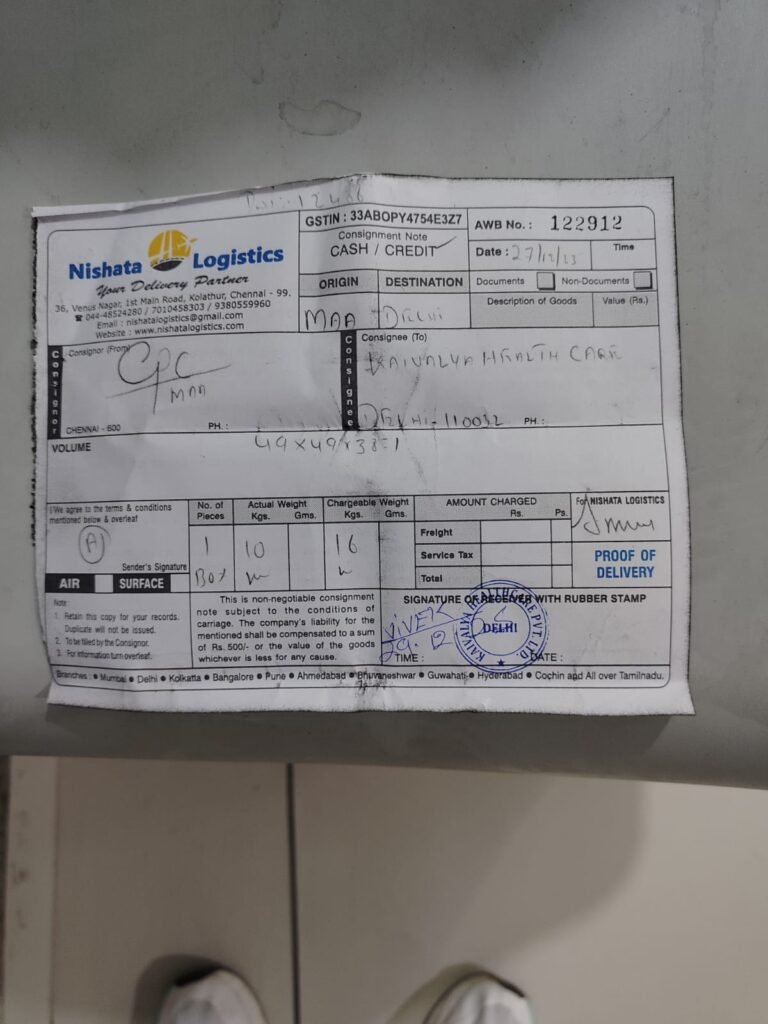 Nishata Logistics
Your Delivery Partner
36, Venus Nagar, 1st Main Road, Kolathur, Chennai - 99.
☎ 044-48524280 / 7010458303 / 9380559960
Email : nishatalogistics@gmail.com
Website : www.nishatalogistics.com
GSTIN : 33ABOPY4754E3Z7
Consignment Note
CASH / CREDIT
AWB No. : 122912
Date : 27/12/23
Time
ORIGIN
DESTINATION
MAA
DELHI
Documents
Non-Documents
Description of Goods
Value (Rs.)
Consignor
Consignor (From)
CPC
MAA
CHENNAI - 600
PH. :
Consignee
Consignee (To)
KAIVALYA HEALTH CARE
DELHI-110032
PH. :
VOLUME
49x49x38=1
I/We agree to the terms & conditions
mentioned below & overleaf
A
Sender's Signature
AIR
SURFACE
No. of Pieces
1
Box
Actual Weight
Kgs.
Gms.
10
Chargeable Weight
Kgs.
Gms.
16
AMOUNT CHARGED
Rs.
Ps.
Freight
Service Tax
Total
For NISHATA LOGISTICS
PROOF OF
DELIVERY
Note
1. Retain this copy for your records.
Duplicate will not be issued.
2. To be filled by the Consignor.
3. For information turn overleaf.
This is non-negotiable consignment
note subject to the conditions of
carriage. The company's liability for the
mentioned shall be compensated to a sum
of Rs.500/- or the value of the goods
whichever is less for any cause.
SIGNATURE OF RECEIVER WITH RUBBER STAMP
VIVEK
29.12
KAIVALYA HEALTHCARE PVT. LTD.
DELHI
TIME :
DATE :
Branches : • Mumbai • Delhi • Kolkatta • Bangalore • Pune • Ahmedabad • Bhuvaneshwar • Guwahati • Hyderabad • Cochin and All over Tamilnadu.